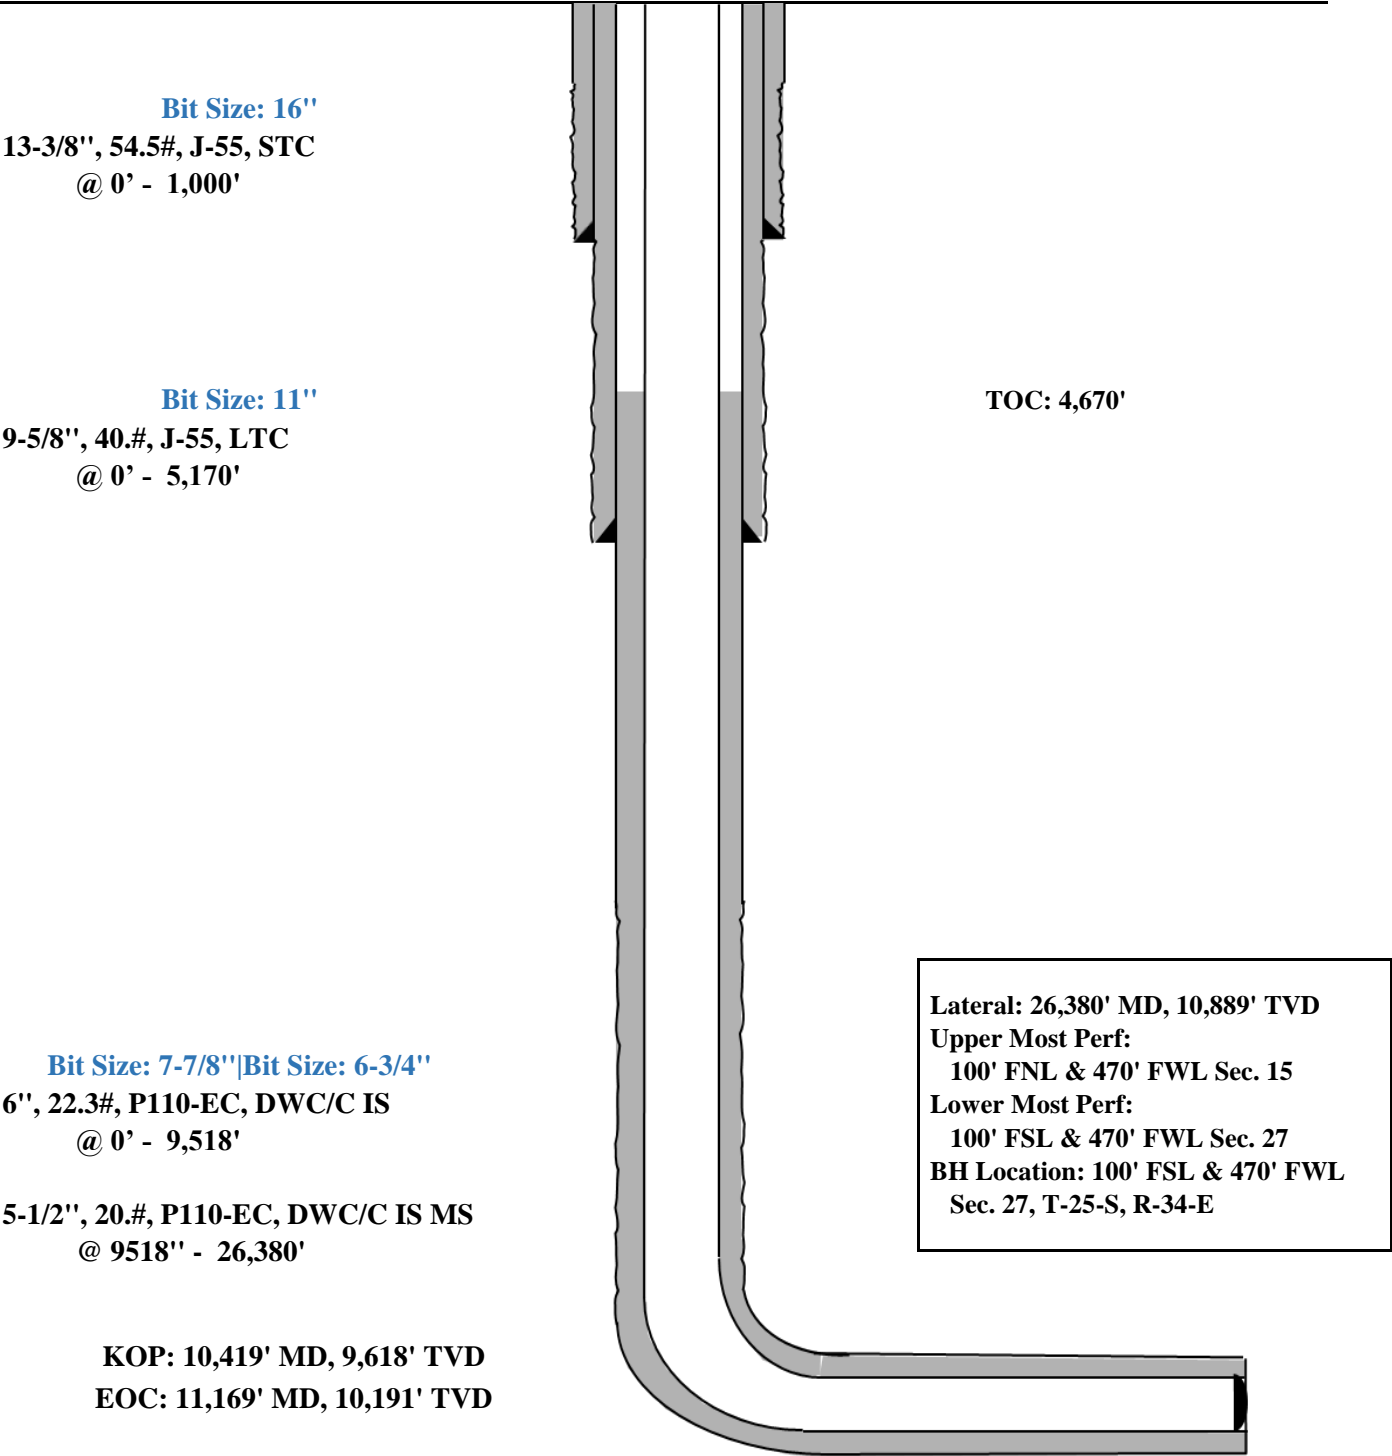 Bit Size: 16''
13-3/8'', 54.5#, J-55, STC
@ 0’ - 1,000'
Bit Size: 11''
9-5/8'', 40.#, J-55, LTC
@ 0’ - 5,170'
TOC: 4,670'
Bit Size: 7-7/8''|Bit Size: 6-3/4''
6'', 22.3#, P110-EC, DWC/C IS
@ 0’ - 9,518'
5-1/2'', 20.#, P110-EC, DWC/C IS MS
@ 9518'' - 26,380'
KOP: 10,419' MD, 9,618' TVD
EOC: 11,169' MD, 10,191' TVD
Lateral: 26,380' MD, 10,889' TVD
Upper Most Perf:
100' FNL & 470' FWL Sec. 15
Lower Most Perf:
100' FSL & 470' FWL Sec. 27
BH Location: 100' FSL & 470' FWL
Sec. 27, T-25-S, R-34-E